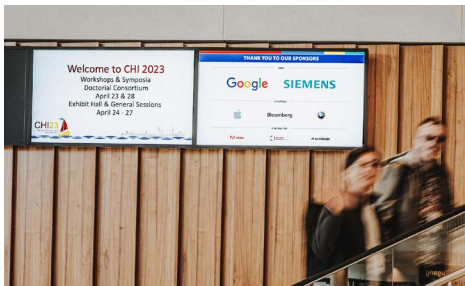 Welcome to CHI 2023
Workshops & Symposia
Doctorial Consortium
April 23 & 28
Exhibit Hall & General Sessions
April 24 - 27
CHI23
THANK YOU TO OUR SPONSORS
Google SIEMENS
Bloomberg